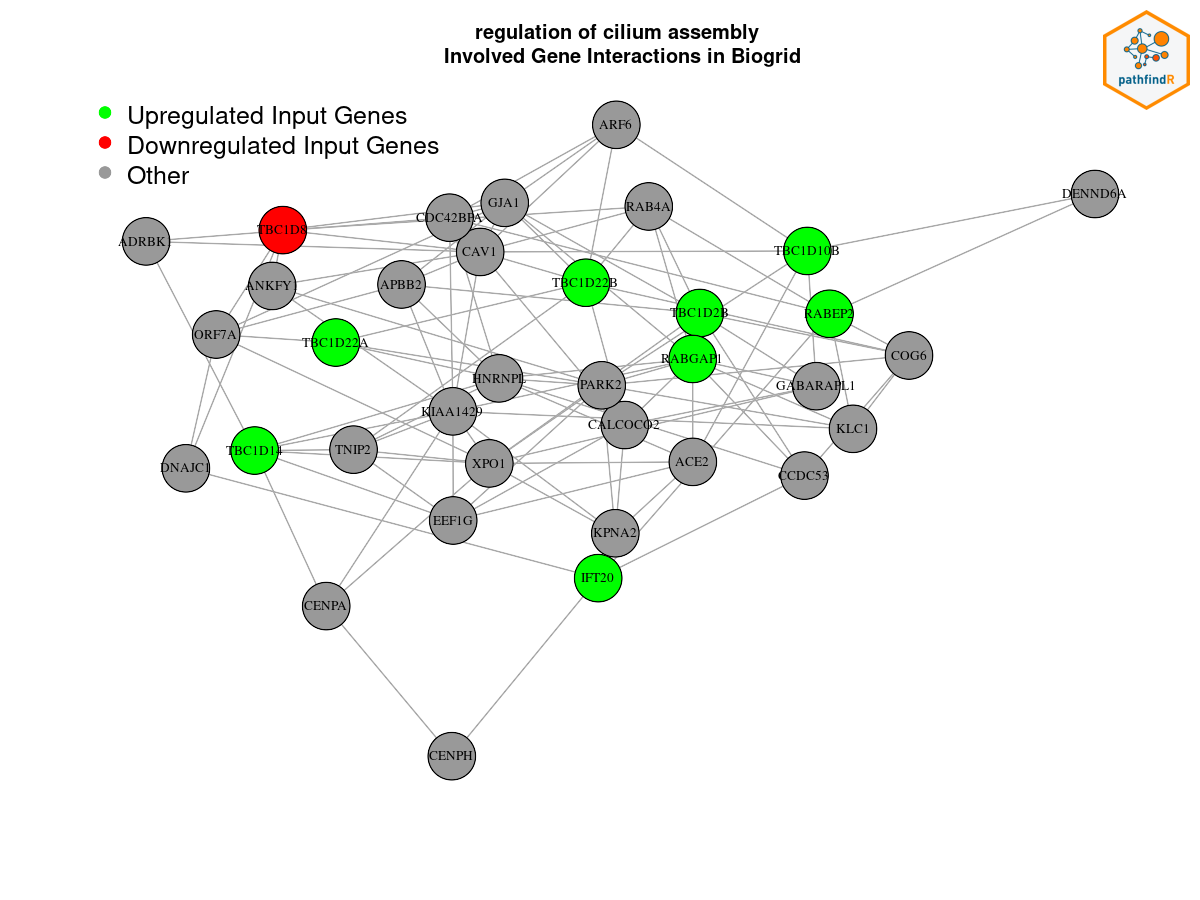 regulation of cilium assembly
Involved Gene Interactions in Biogrid
pathfindR
Upregulated Input Genes
Downregulated Input Genes
Other
ARF6
DENND6A
GJA1
RAB4A
CDC42BPA
TBC1D8
ADRBK1
CAV1
TBC1D10B
ANKFY1
APBB2
TBC1D22B
TBC1D2B
RABEP2
ORF7A
TBC1D22A
COG6
RABGAP1
HNRNPL
PARK2
GABARAPL1
KIAA1429
CALCOCO2
KLC1
TBC1D14
TNIP2
XPO1
ACE2
DNAJC1
CCDC53
EEF1G
KPNA2
IFT20
CENPA
CENPH